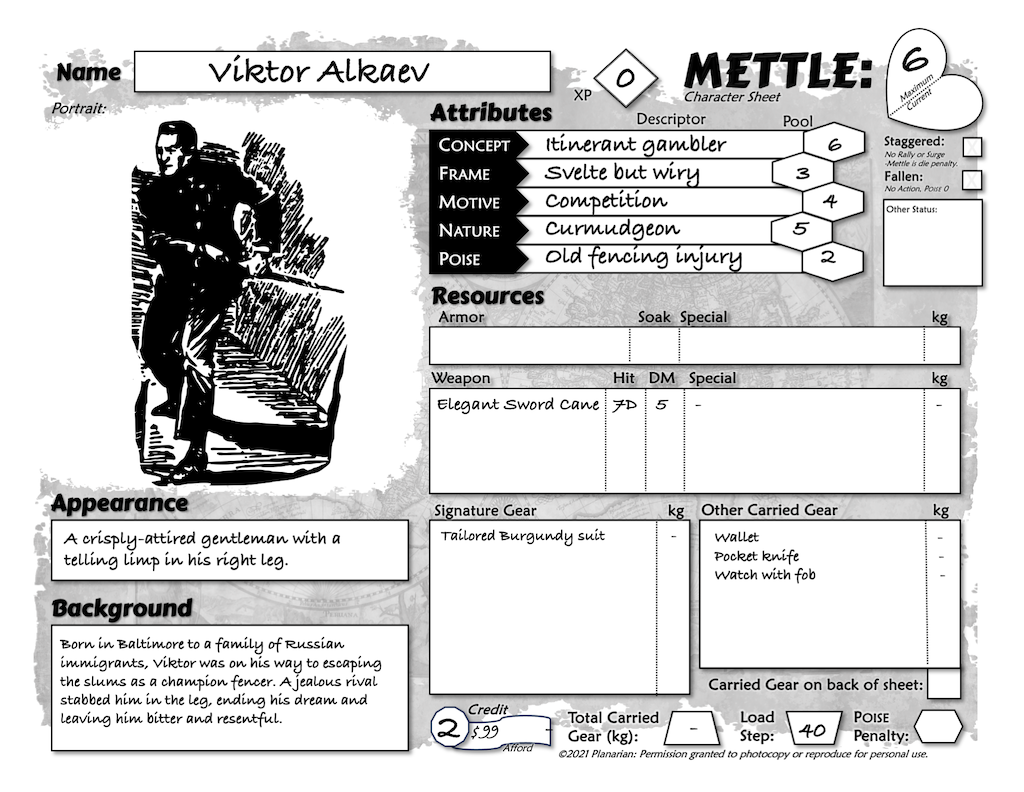 Name
Viktor Alkaev
XP
0
METTLE:
Character Sheet
6
Maximum
Current
Portrait:
Attributes
Descriptor
Pool
CONCEPT
Itinerant gambler
6
FRAME
Svelte but wiry
3
MOTIVE
Competition
4
NATURE
Curmudgeon
5
POISE
Old fencing injury
2
Staggered:
No Rally or Surge
-Mettle is die penalty.
Fallen:
No Action, POISE 0
Other Status:
Resources
Armor Soak Special kg
Weapon Hit DM Special kg
Elegant Sword Cane 7D 5 - -
Signature Gear kg
Tailored Burgundy suit -
Other Carried Gear kg
Wallet -
Pocket knife -
Watch with fob -
Carried Gear on back of sheet:
Appearance
A crisply-attired gentleman with a
telling limp in his right leg.
Background
Born in Baltimore to a family of Russian
immigrants, Viktor was on his way to escaping
the slums as a champion fencer. A jealous rival
stabbed him in the leg, ending his dream and
leaving him bitter and resentful.
Credit
2
$99 -
Afford
Total Carried
Gear (kg):
-
Load
Step:
40
POISE
Penalty:
©2021 Planarian: Permission granted to photocopy or reproduce for personal use.